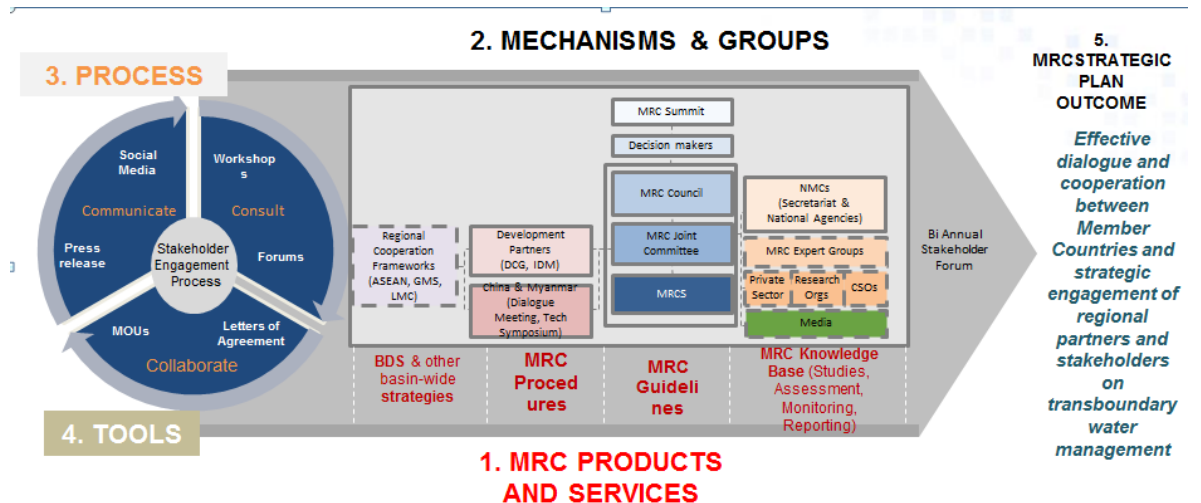 2. MECHANISMS & GROUPS
3. PROCESS
Social
Media
Workshop
s
Communicate
Consult
Press
release
Stakeholder
Engagement
Process
Forums
MOUs
Letters of
Agreement
Collaborate
4. TOOLS
MRC Summit
Decision makers
MRC Council
MRC Joint
Committee
MRCS
Regional
Cooperation
Frameworks
(ASEAN, GMS,
LMC)
Development
Partners
(DCG, IDM)
China & Myanmar
(Dialogue
Meeting, Tech
Symposium)
NMCs
(Secretariat &
National Agencies)
MRC Expert Groups
Private
Sector
Research
Orgs
CSOs
Media
BDS & other
basin-wide
strategies
MRC
Proced
ures
MRC
Guideli
nes
MRC Knowledge
Base (Studies,
Assessment,
Monitoring,
Reporting)
Bi Annual
Stakeholder
Forum
1. MRC PRODUCTS
AND SERVICES
5.
MRCSTRATEGIC
PLAN
OUTCOME
Effective
dialogue and
cooperation
between
Member
Countries and
strategic
engagement of
regional
partners and
stakeholders
on
transboundary
water
management